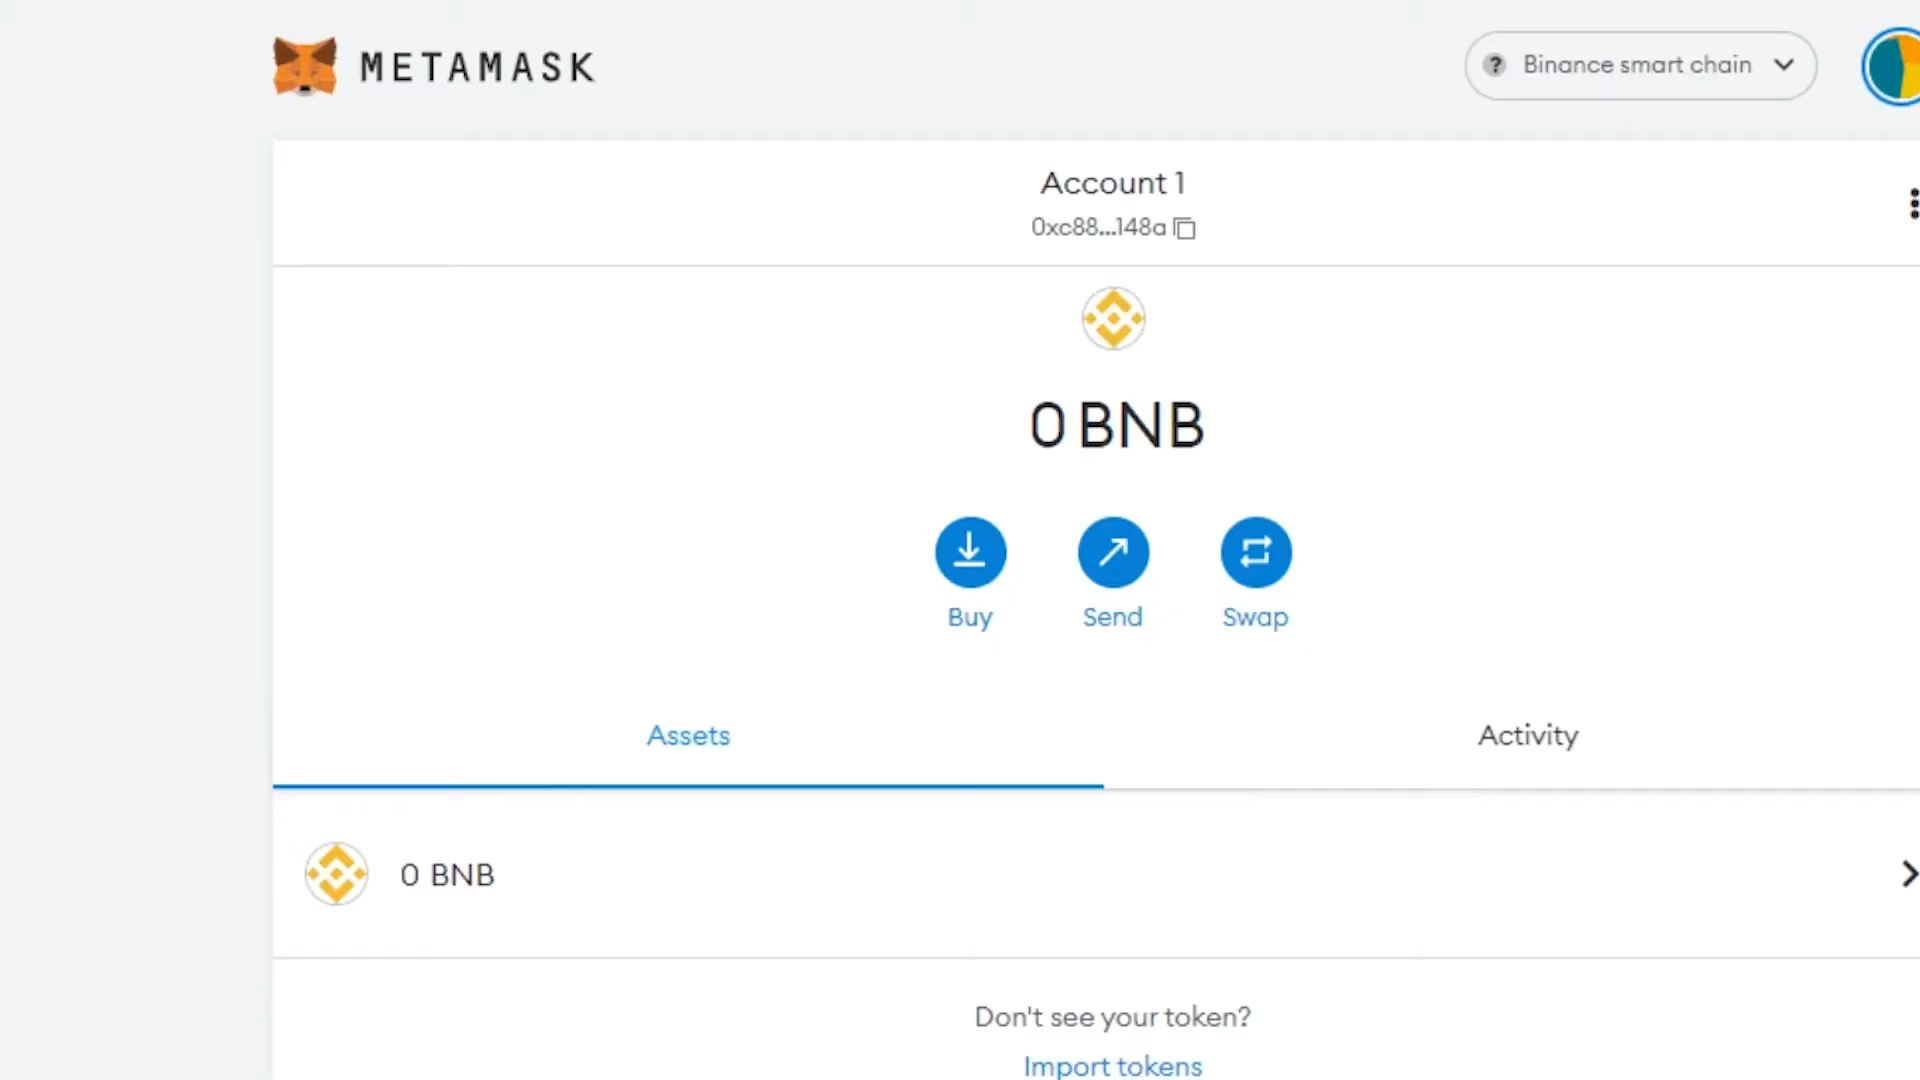 METAMASK
? Binance smart chain
Account 1
0xc88...148a
0 BNB
Buy Send Swap
Assets Activity
0 BNB
Don't see your token?
Import tokens